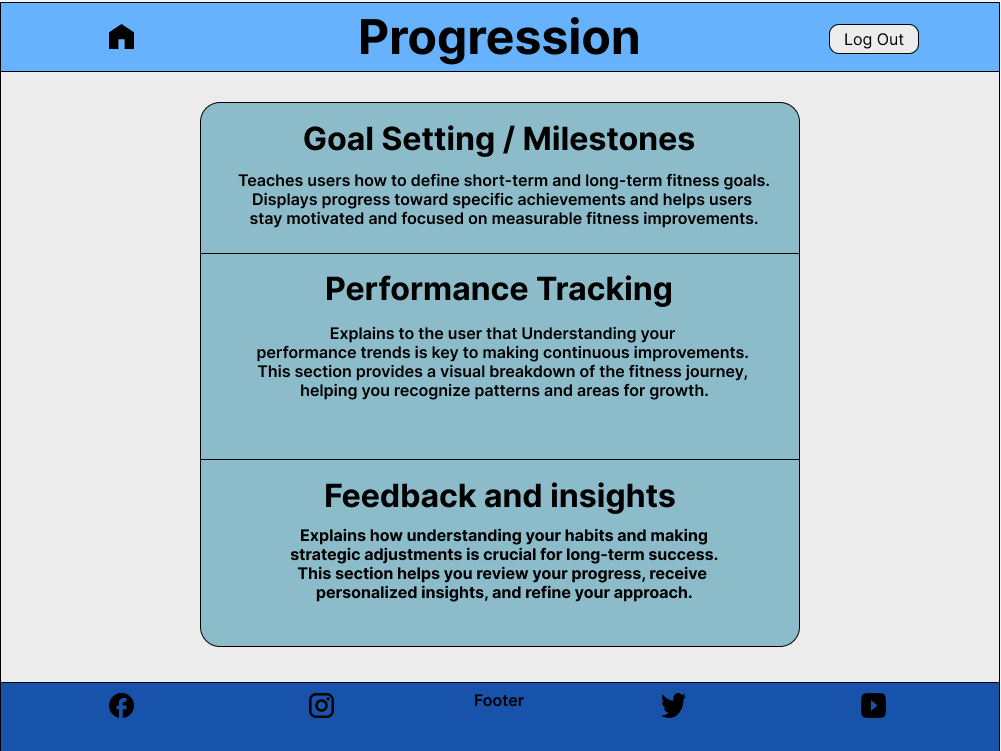 Progression
Log Out
Goal Setting / Milestones
Teaches users how to define short-term and long-term fitness goals.
Displays progress toward specific achievements and helps users
stay motivated and focused on measurable fitness improvements.
Performance Tracking
Explains to the user that Understanding your
performance trends is key to making continuous improvements.
This section provides a visual breakdown of the fitness journey,
helping you recognize patterns and areas for growth.
Feedback and insights
Explains how understanding your habits and making
strategic adjustments is crucial for long-term success.
This section helps you review your progress, receive
personalized insights, and refine your approach.
Footer